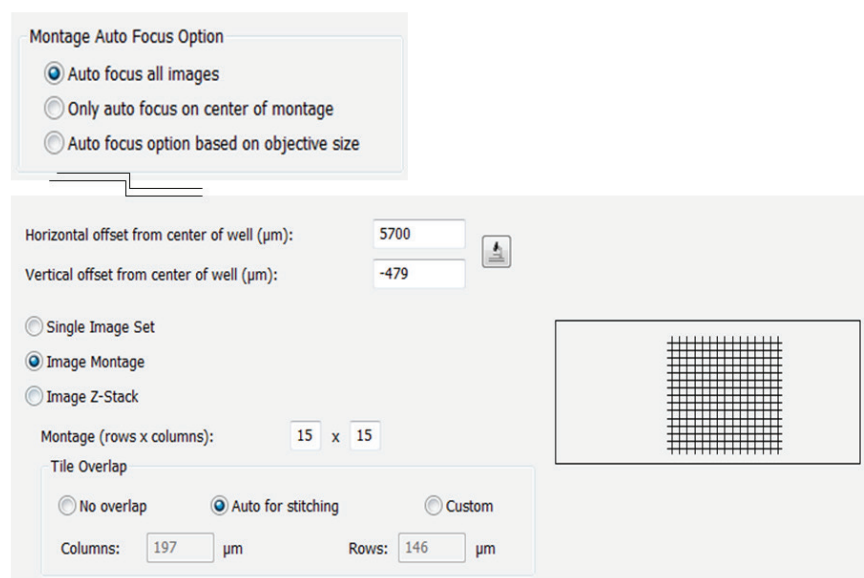 Montage Auto Focus Option
Auto focus all images
Only auto focus on center of montage
Auto focus option based on objective size
Horizontal offset from center of well (µm): 5700
Vertical offset from center of well (µm): -479
Single Image Set
Image Montage
Image Z-Stack
Montage (rows x columns): 15 x 15
Tile Overlap
No overlap Auto for stitching Custom
Columns: 197 µm Rows: 146 µm